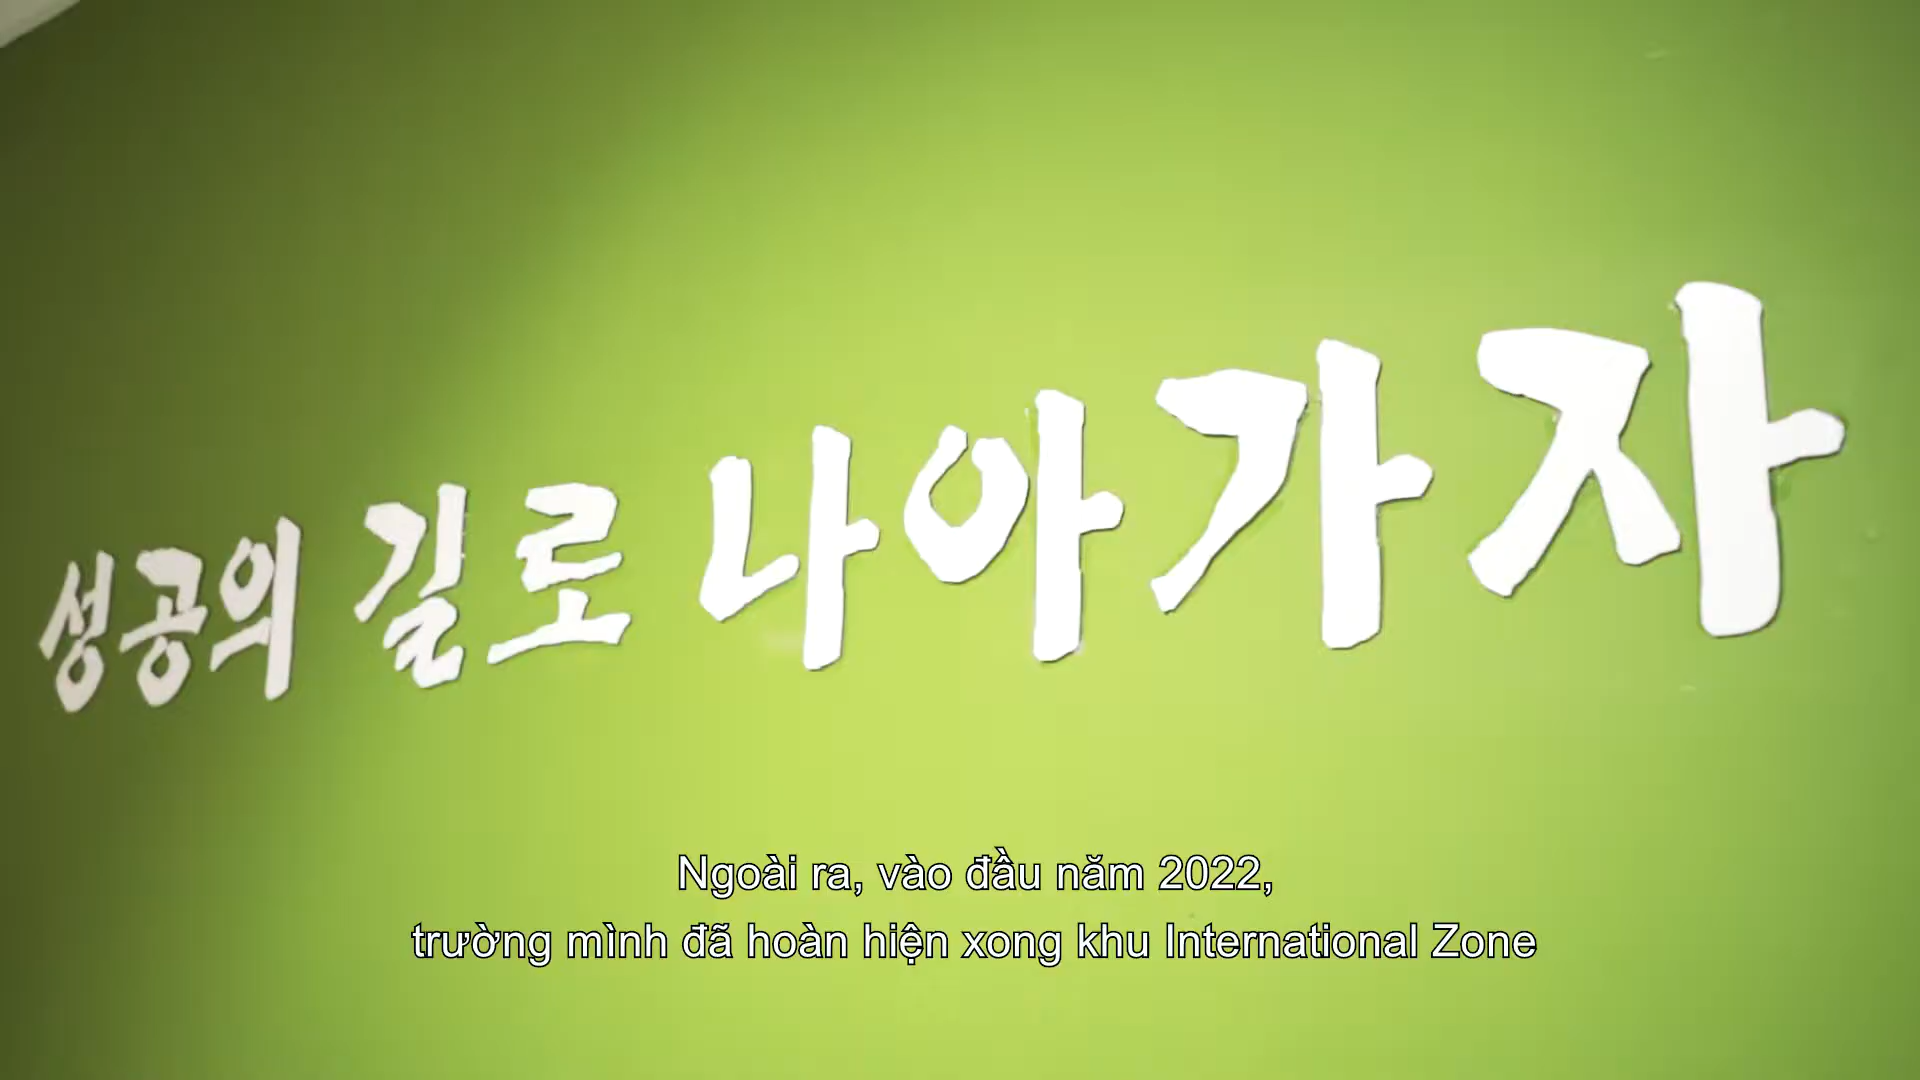 성공의 길로 나아가자
Ngoài ra, vào đầu năm 2022,
trường mình đã hoàn hiện xong khu International Zone